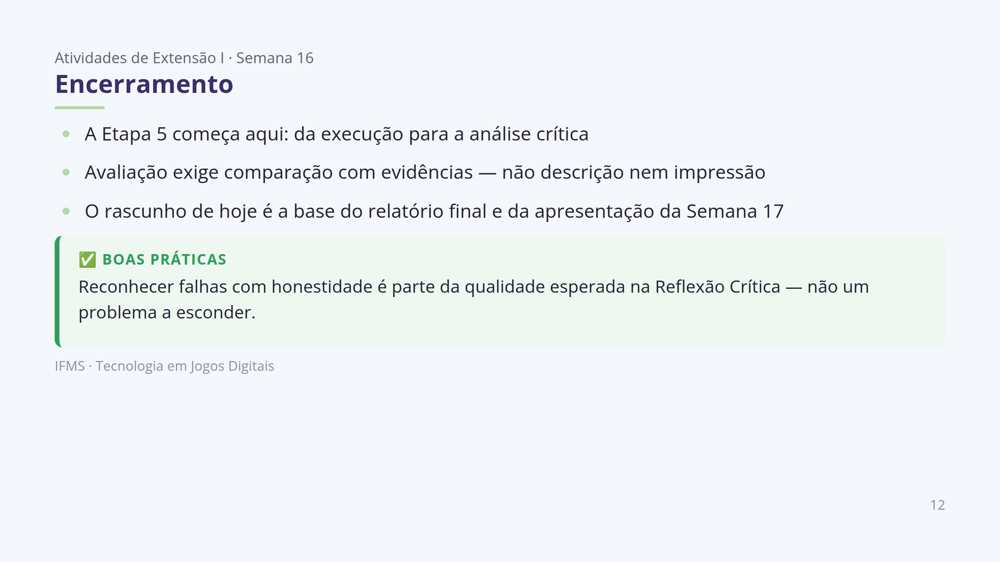 Atividades de Extensão I · Semana 16
Encerramento
A Etapa 5 começa aqui: da execução para a análise crítica
Avaliação exige comparação com evidências — não descrição nem impressão
O rascunho de hoje é a base do relatório final e da apresentação da Semana 17
✅ BOAS PRÁTICAS
Reconhecer falhas com honestidade é parte da qualidade esperada na Reflexão Crítica — não um
problema a esconder.
IFMS · Tecnologia em Jogos Digitais
12